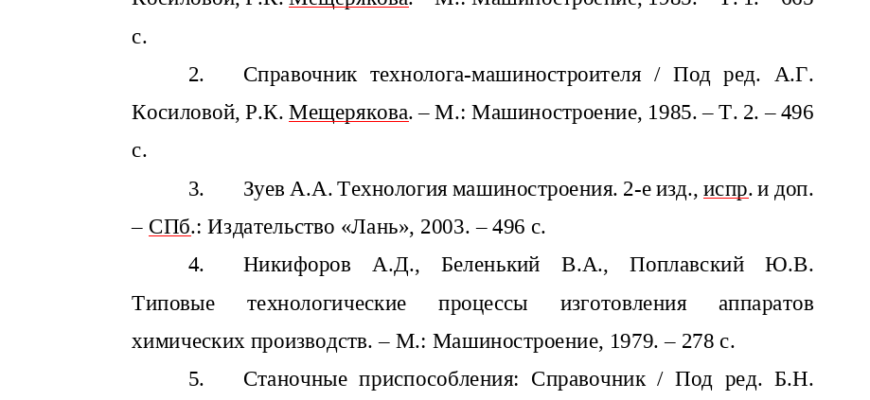 Косиловой, Р.К. Мещерякова. – М.: Машиностроение, 1985. – Т. 1. – 605
с.
2. Справочник технолога-машиностроителя / Под ред. А.Г.
Косиловой, Р.К. Мещерякова. – М.: Машиностроение, 1985. – Т. 2. – 496
с.
3. Зуев А.А. Технология машиностроения. 2-е изд., испр. и доп.
– СПб.: Издательство «Лань», 2003. – 496 с.
4. Никифоров А.Д., Беленький В.А., Поплавский Ю.В.
Типовые технологические процессы изготовления аппаратов
химических производств. – М.: Машиностроение, 1979. – 278 с.
5. Станочные приспособления: Справочник / Под ред. Б.Н.